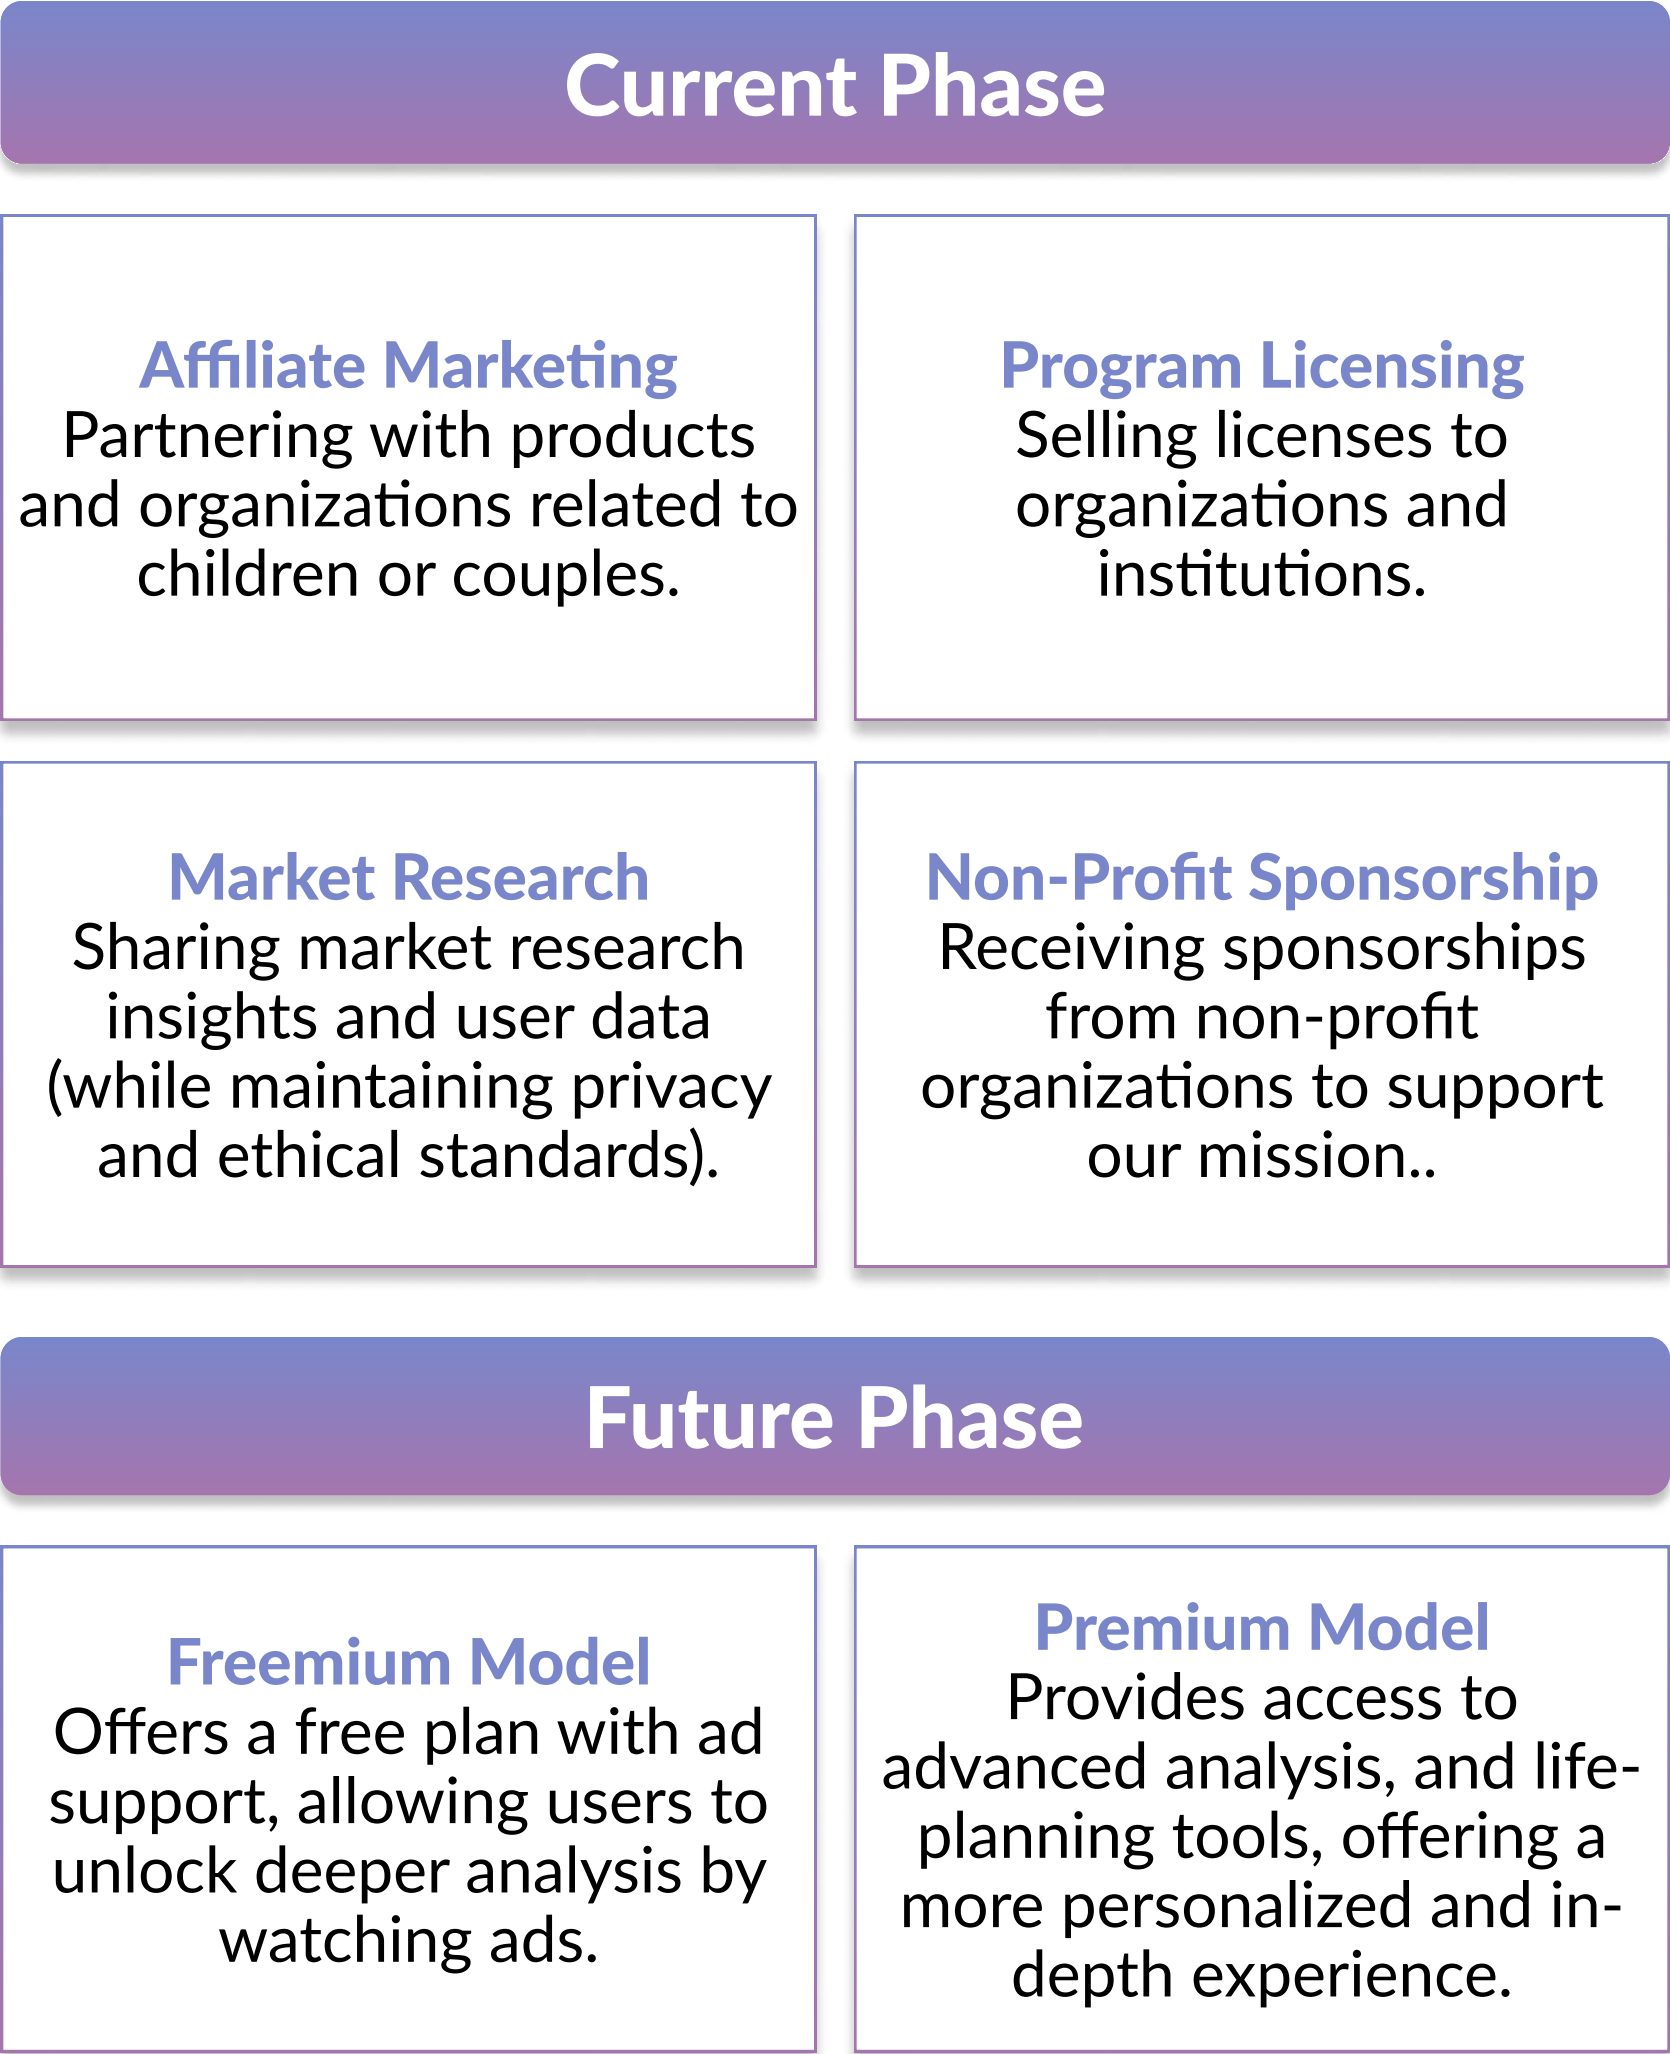 Current Phase
Affiliate Marketing
Partnering with products
and organizations related to
children or couples.
Program Licensing
Selling licenses to
organizations and
institutions.
Market Research
Sharing market research
insights and user data
(while maintaining privacy
and ethical standards).
Non-Profit Sponsorship
Receiving sponsorships
from non-profit
organizations to support
our mission..
Future Phase
Freemium Model
Offers a free plan with ad
support, allowing users to
unlock deeper analysis by
watching ads.
Premium Model
Provides access to
advanced analysis, and life-
planning tools, offering a
more personalized and in-
depth experience.